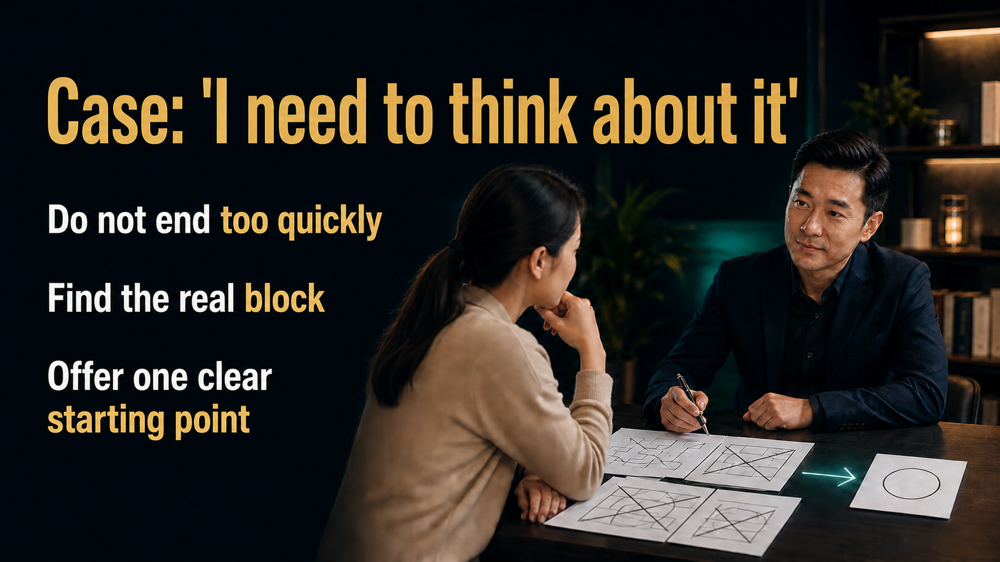 Case: 'I need to think about it'
Do not end too quickly
Find the real block
Offer one clear
starting point